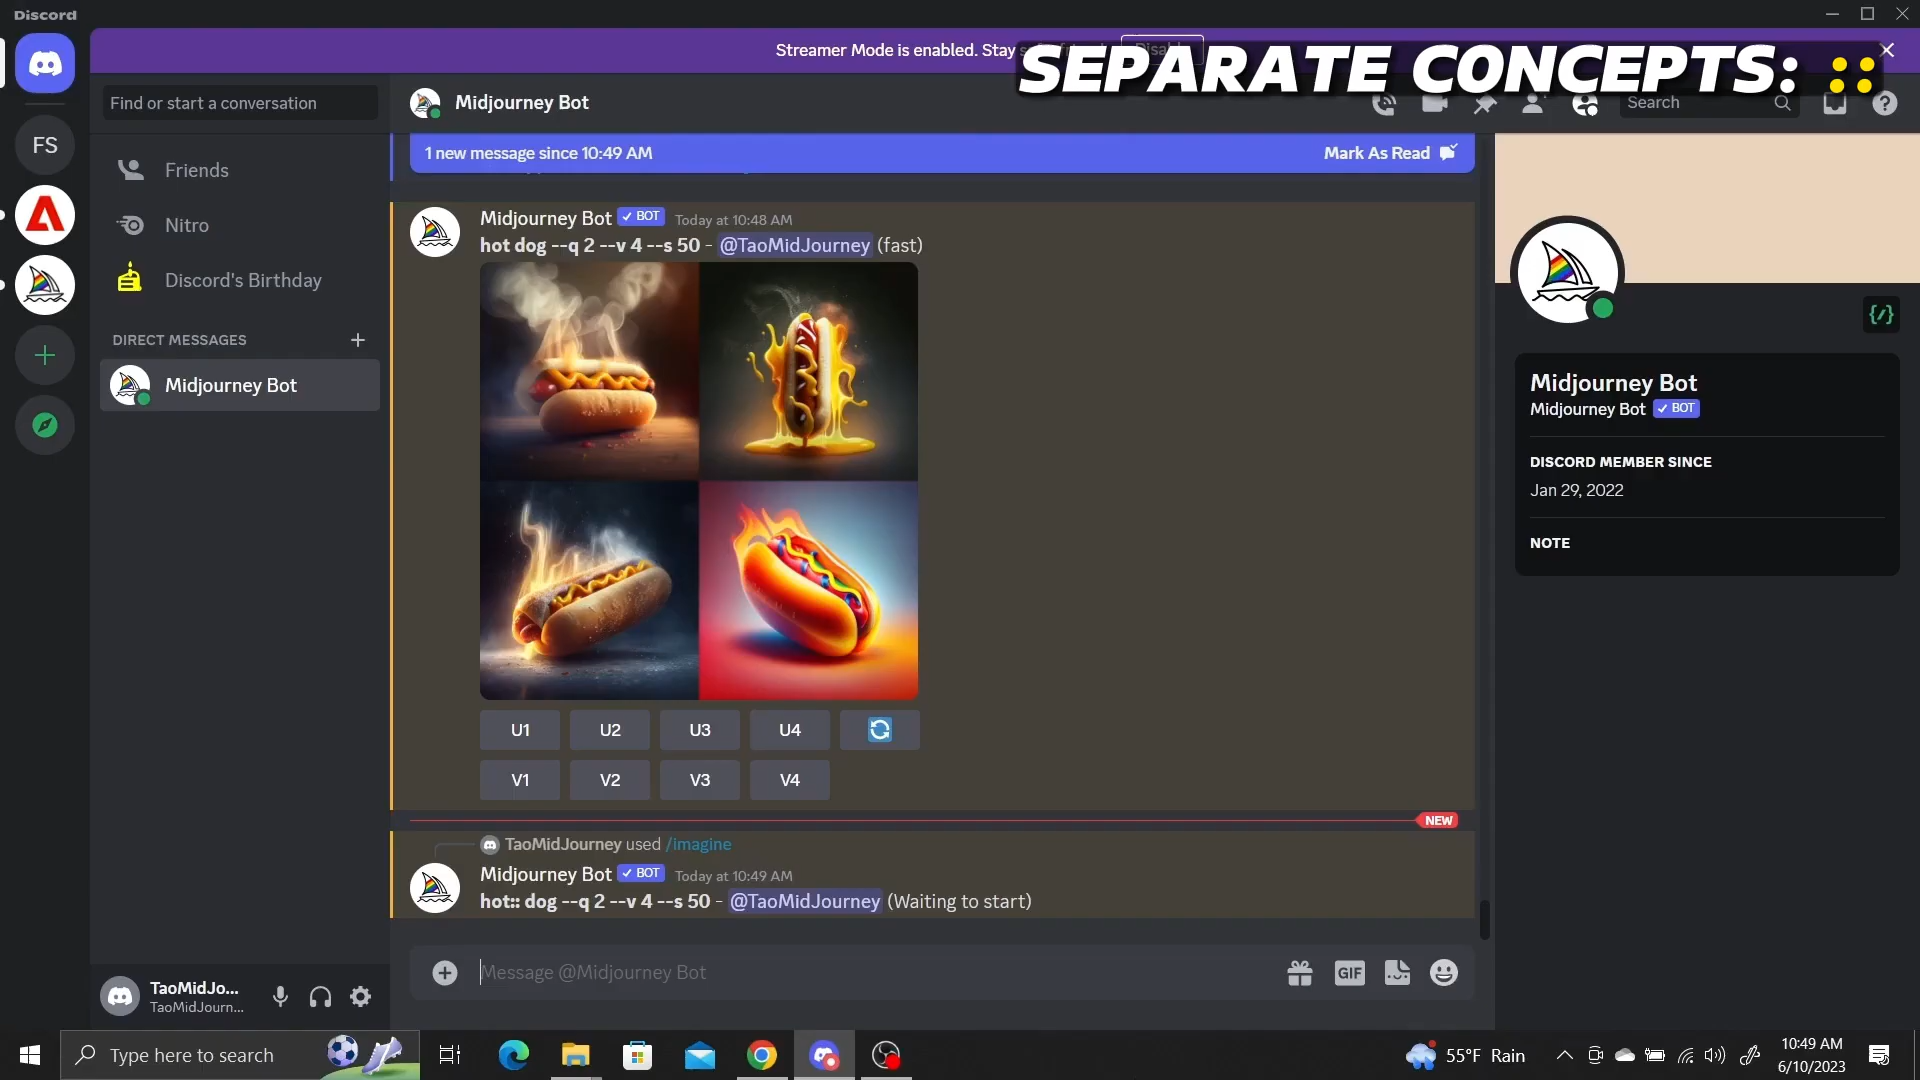 Discord
Streamer Mode is enabled. Stay
SEPARATE CONCEPTS: ::
Find or start a conversation
Midjourney Bot
Search
FS
Friends
Nitro
Discord's Birthday
DIRECT MESSAGES
Midjourney Bot
1 new message since 10:49 AM
Mark As Read
Midjourney Bot BOT Today at 10:48 AM
hot dog --q 2 --v 4 --s 50 - @TaoMidJourney (fast)
U1 U2 U3 U4
V1 V2 V3 V4
NEW
TaoMidJourney used /imagine
Midjourney Bot BOT Today at 10:49 AM
hot:: dog --q 2 --v 4 --s 50 - @TaoMidJourney (Waiting to start)
Message @Midjourney Bot
GIF
Midjourney Bot
Midjourney Bot BOT
DISCORD MEMBER SINCE
Jan 29, 2022
NOTE
TaoMidJo...
TaoMidJourn...
Type here to search
55°F Rain
10:49 AM
6/10/2023